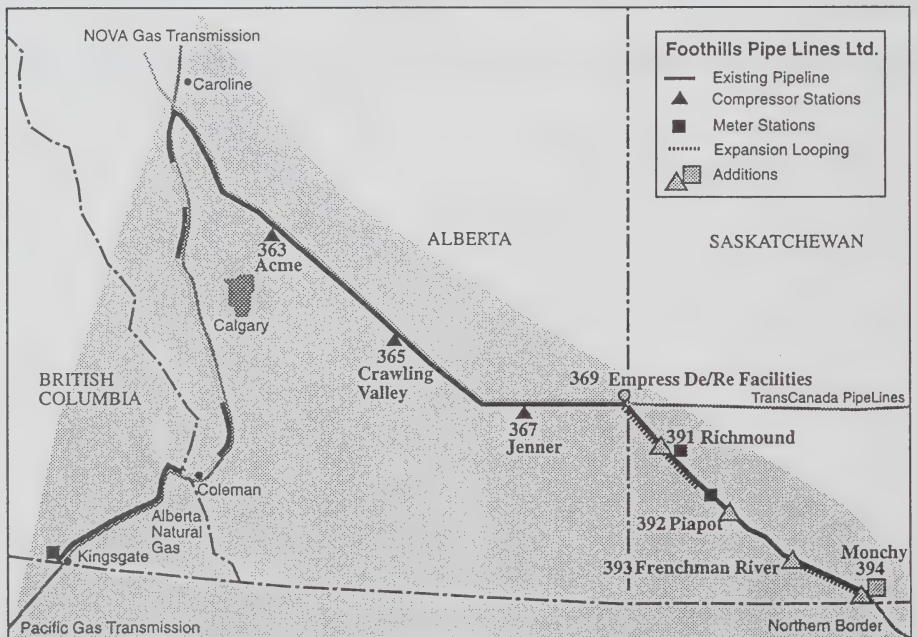 NOVA Gas Transmission
Caroline
Foothills Pipe Lines Ltd.
Existing Pipeline
Compressor Stations
Meter Stations
Expansion Looping
Additions
ALBERTA
SASKATCHEWAN
363
Acme
Calgary
365
Crawling
Valley
BRITISH
COLUMBIA
369 Empress De/Re Facilities
TransCanada PipeLines
367
Jenner
391 Richmound
Coleman
Alberta
Natural
Gas
392 Piapot
Kingsgate
393 Frenchman River
Monchy
394
Pacific Gas Transmission
Northern Border